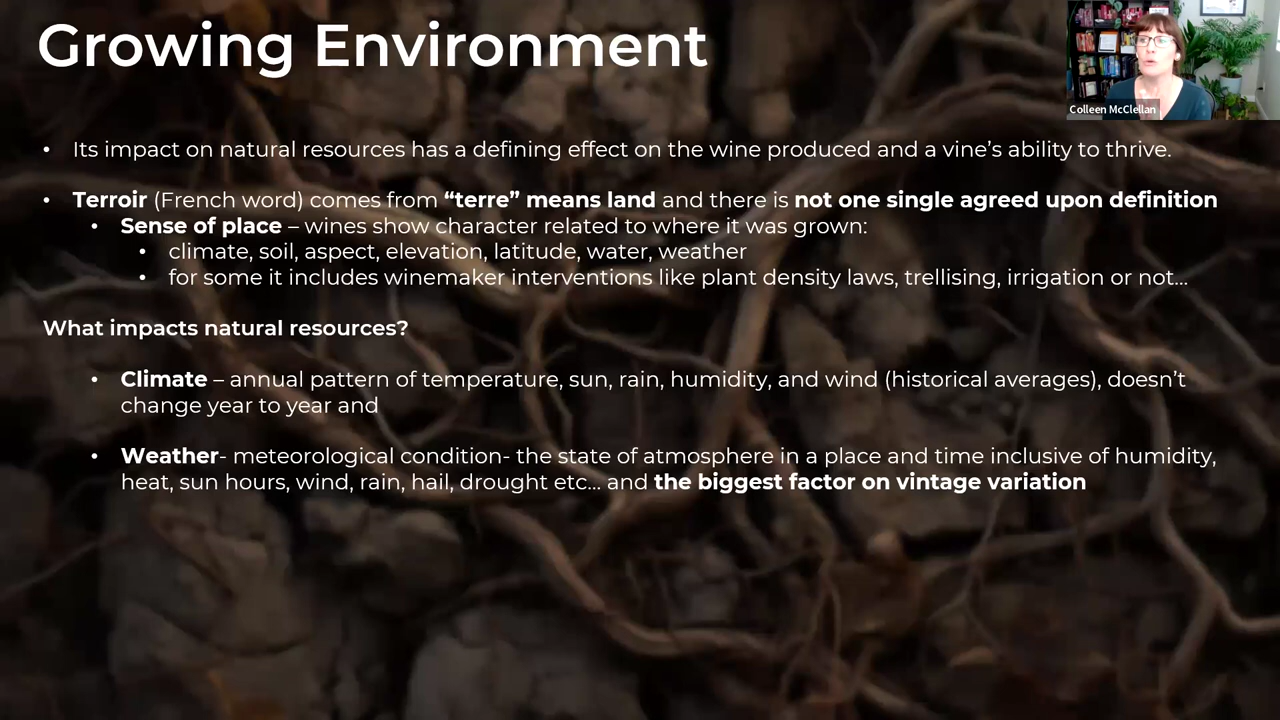 Growing Environment
Colleen McClellan
• Its impact on natural resources has a defining effect on the wine produced and a vine’s ability to thrive.
• Terroir (French word) comes from “terre” means land and there is not one single agreed upon definition
• Sense of place – wines show character related to where it was grown:
• climate, soil, aspect, elevation, latitude, water, weather
• for some it includes winemaker interventions like plant density laws, trellising, irrigation or not…
What impacts natural resources?
• Climate – annual pattern of temperature, sun, rain, humidity, and wind (historical averages), doesn’t
change year to year and
• Weather- meteorological condition- the state of atmosphere in a place and time inclusive of humidity,
heat, sun hours, wind, rain, hail, drought etc… and the biggest factor on vintage variation